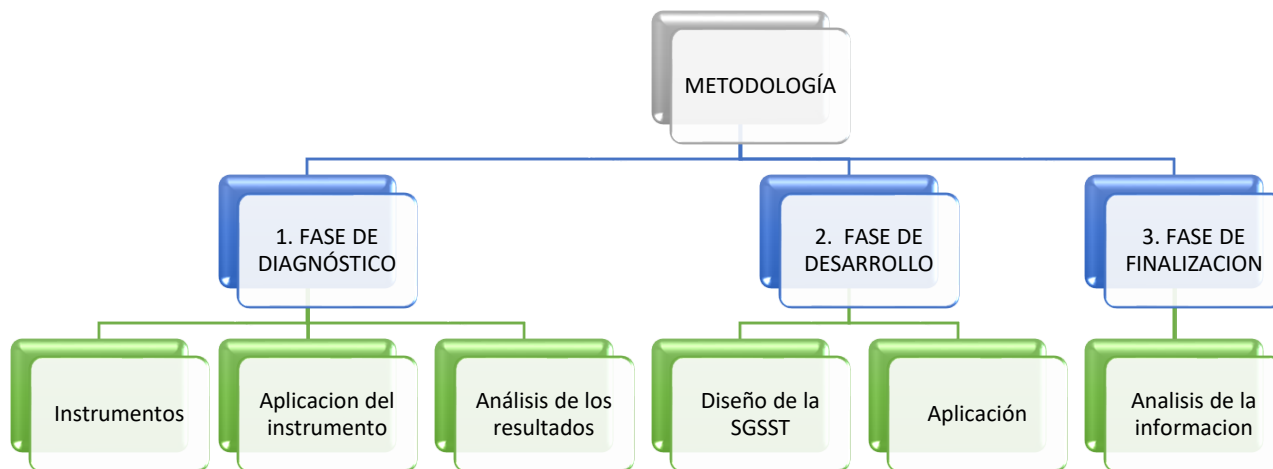 METODOLOGÍA
1. FASE DE
DIAGNÓSTICO
2. FASE DE
DESARROLLO
3. FASE DE
FINALIZACION
Instrumentos
Aplicacion del
instrumento
Análisis de los
resultados
Diseño de la
SGSST
Aplicación
Analisis de la
informacion